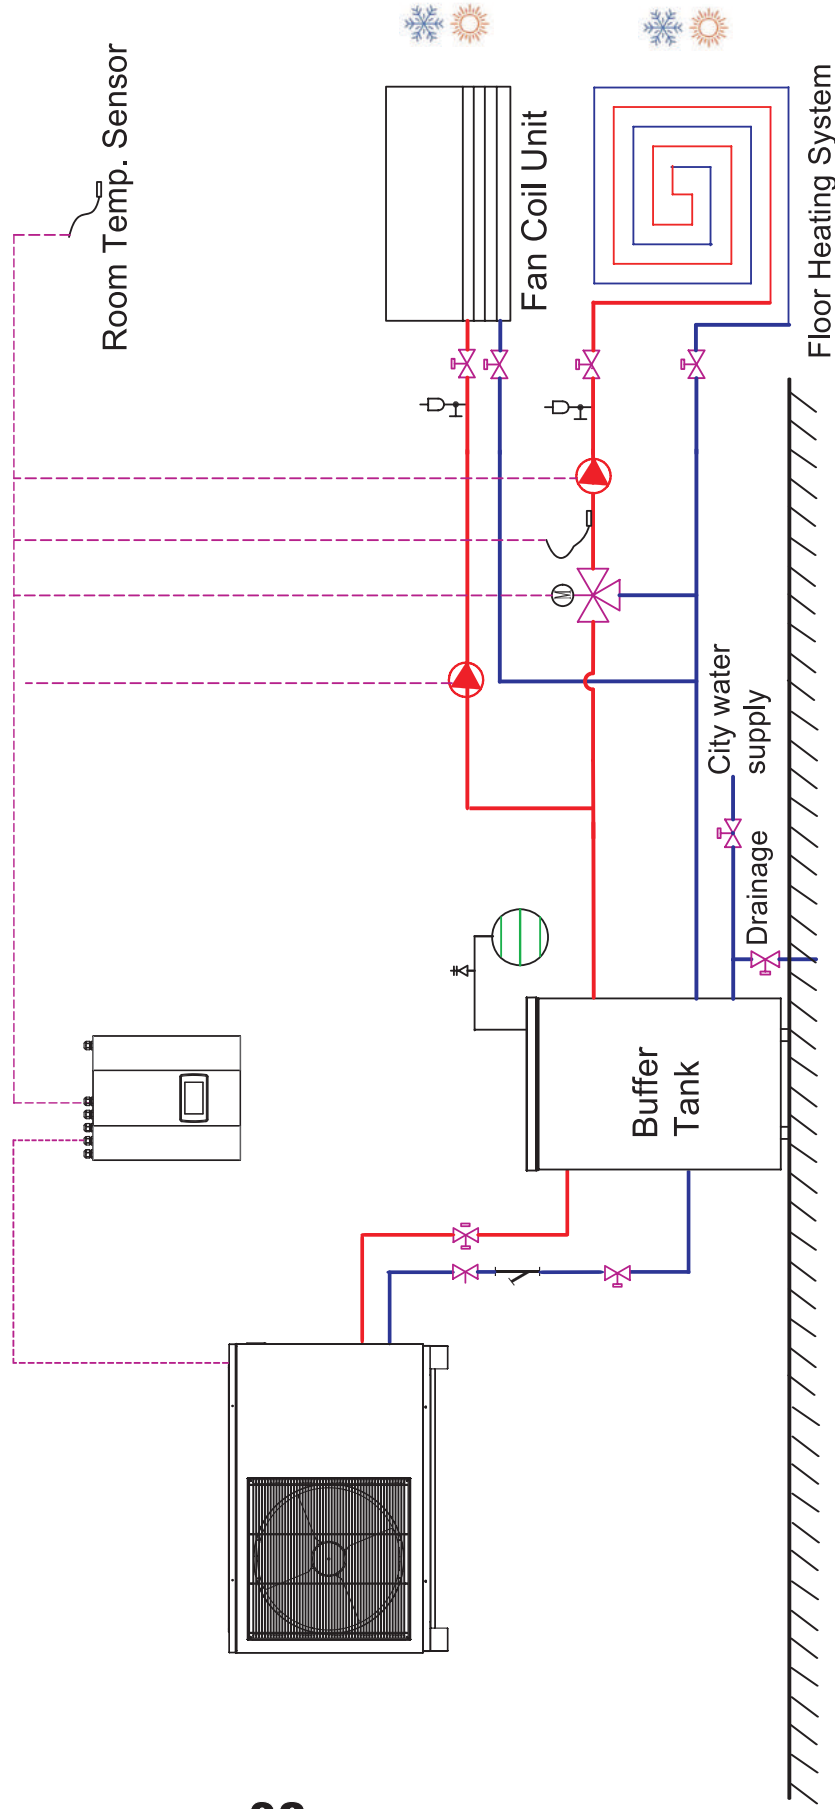 Room Temp. Sensor
Fan Coil Unit
Floor Heating System
City water
supply
Drainage
Buffer
Tank
M